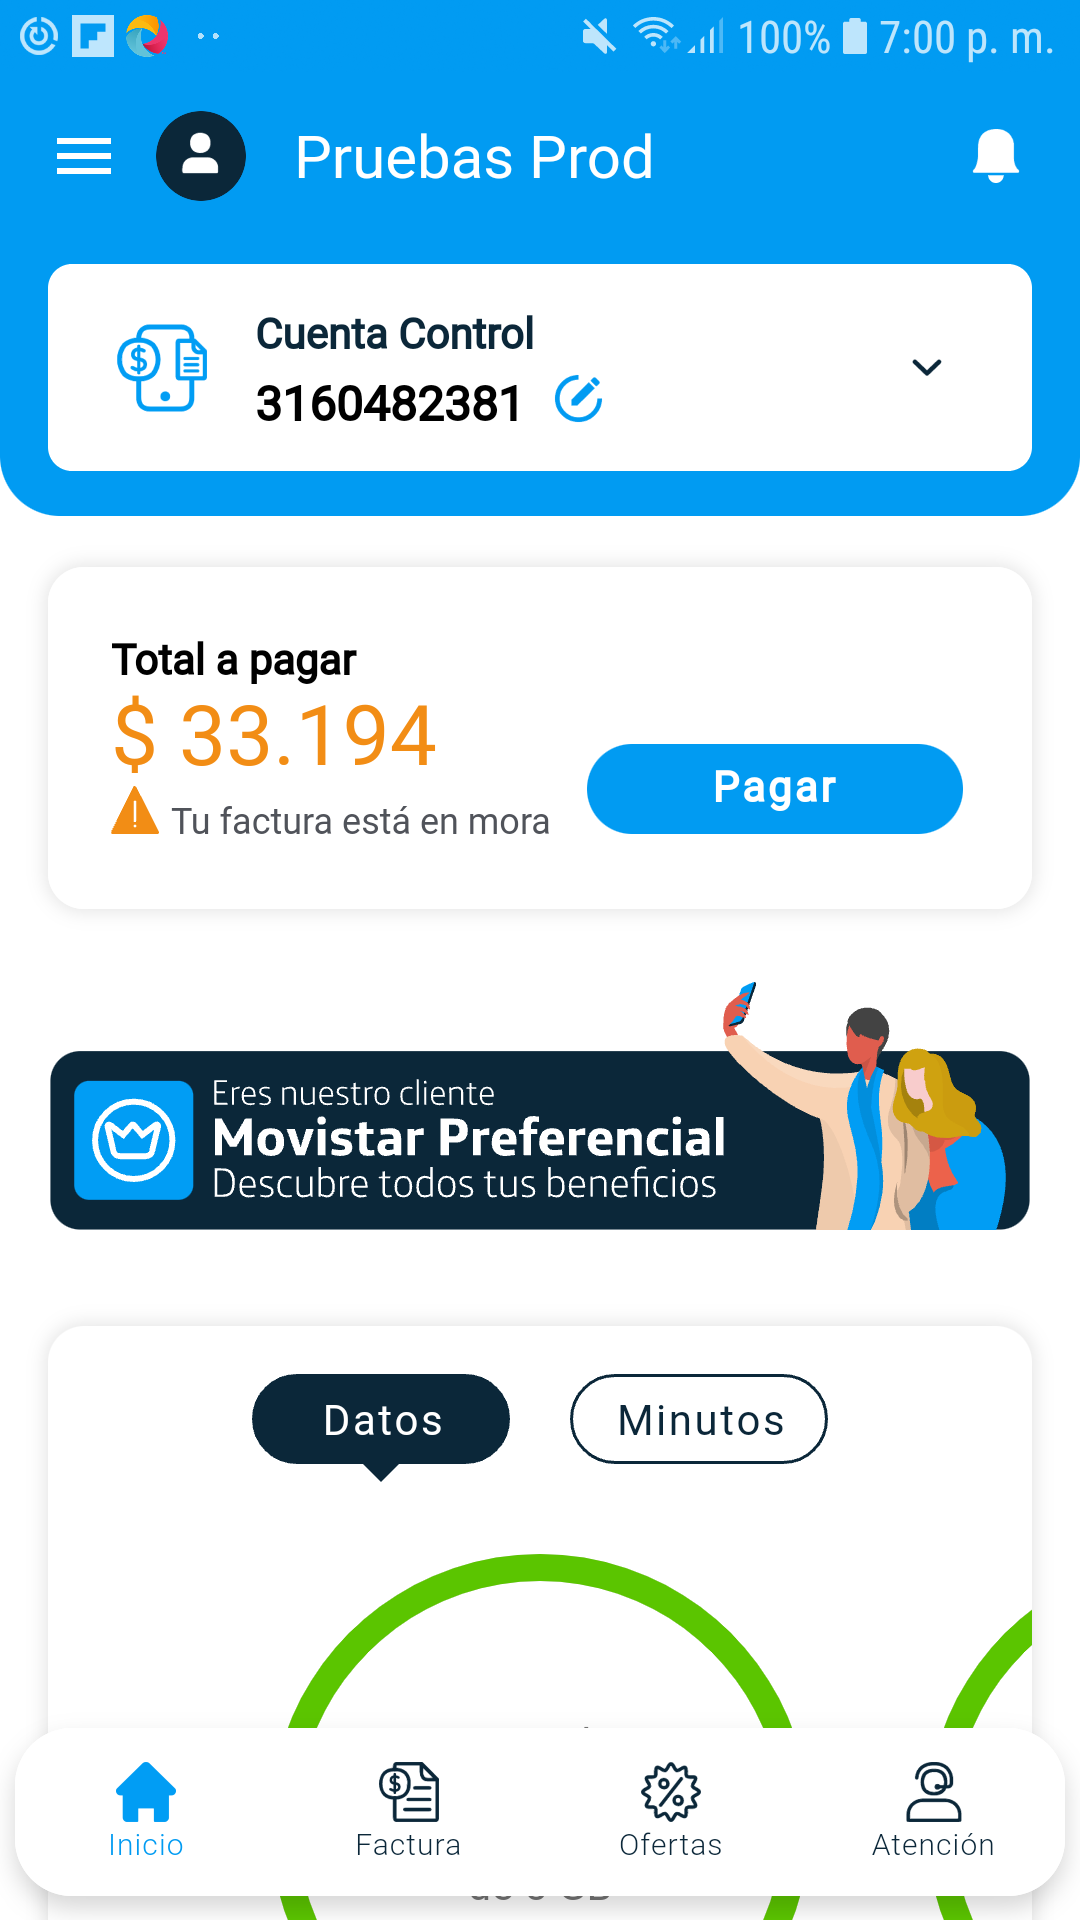 100% 7:00 p. m.
Pruebas Prod
Cuenta Control
3160482381
Total a pagar
$ 33.194
Tu factura está en mora
Pagar
Eres nuestro cliente
Movistar Preferencial
Descubre todos tus beneficios
Datos
Minutos
Inicio
Factura
Ofertas
Atención